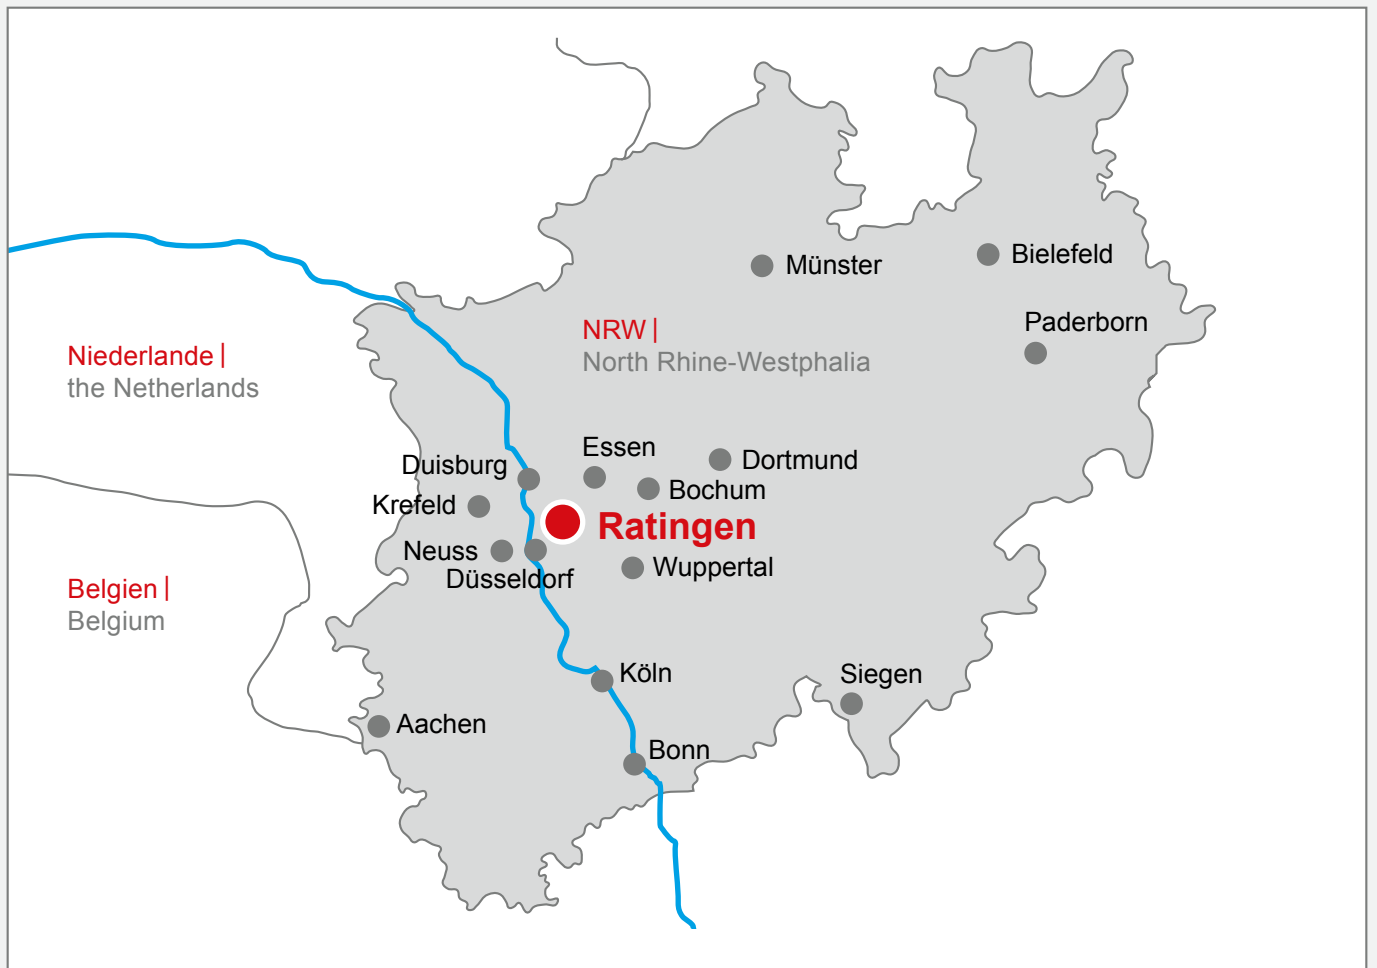 Münster
Bielefeld
Paderborn
NRW |
North Rhine-Westphalia
Niederlande |
the Netherlands
Essen
Duisburg
Dortmund
Bochum
Krefeld
Ratingen
Neuss
Düsseldorf
Wuppertal
Belgien |
Belgium
Köln
Siegen
Aachen
Bonn